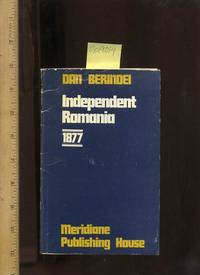 DAN BERINDEI
Independent
Romania
1877
Meridiane
Publishing House